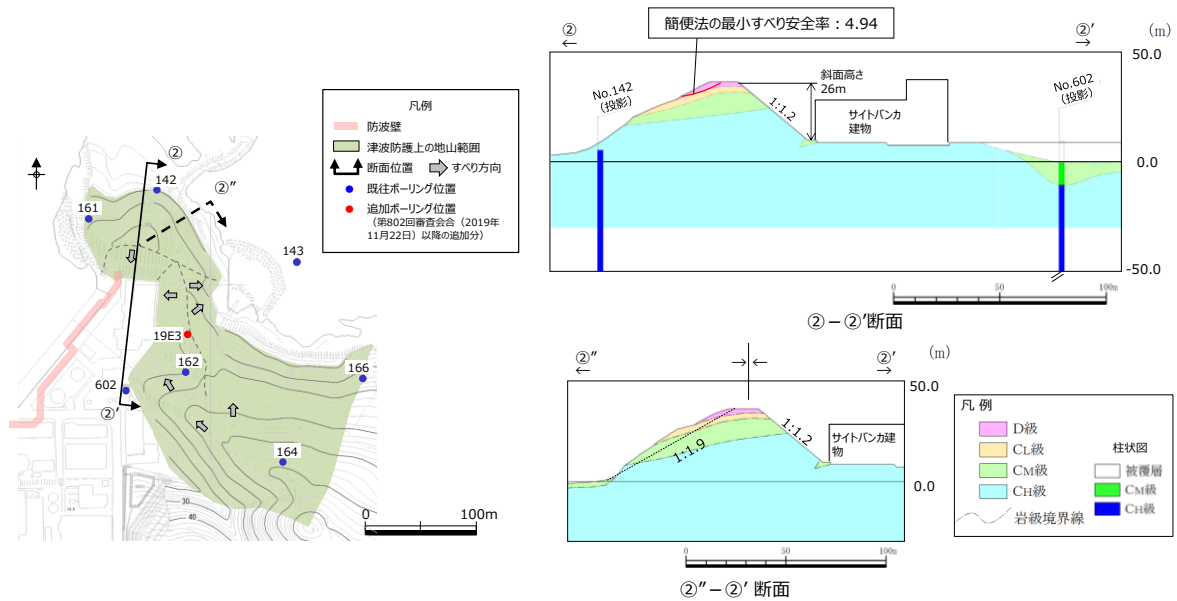 凡例
防波壁
津波防護上の地山範囲
断面位置
すべり方向
既往ボーリング位置
追加ボーリング位置
（第802回審査会合（2019年
11月22日）以降の追加分）
②
142
②”
161
143
19E3
162
166
602
②’
164
30
40
0
100m
簡便法の最小すべり安全率：4.94
②
②’
(m)
50.0
No.142
(投影)
斜面高さ
26m
1:1.2
サイトバンカ
建物
No.602
(投影)
0.0
-50.0
0
50
100m
②－②’断面
②”
②’
(m)
50.0
1:1.9
1:1.2
サイトバンカ建
物
0.0
0
50
100m
②”－②’ 断面
凡 例
D級
CL級
CM級
CH級
岩級境界線
柱状図
被覆層
CM級
CH級